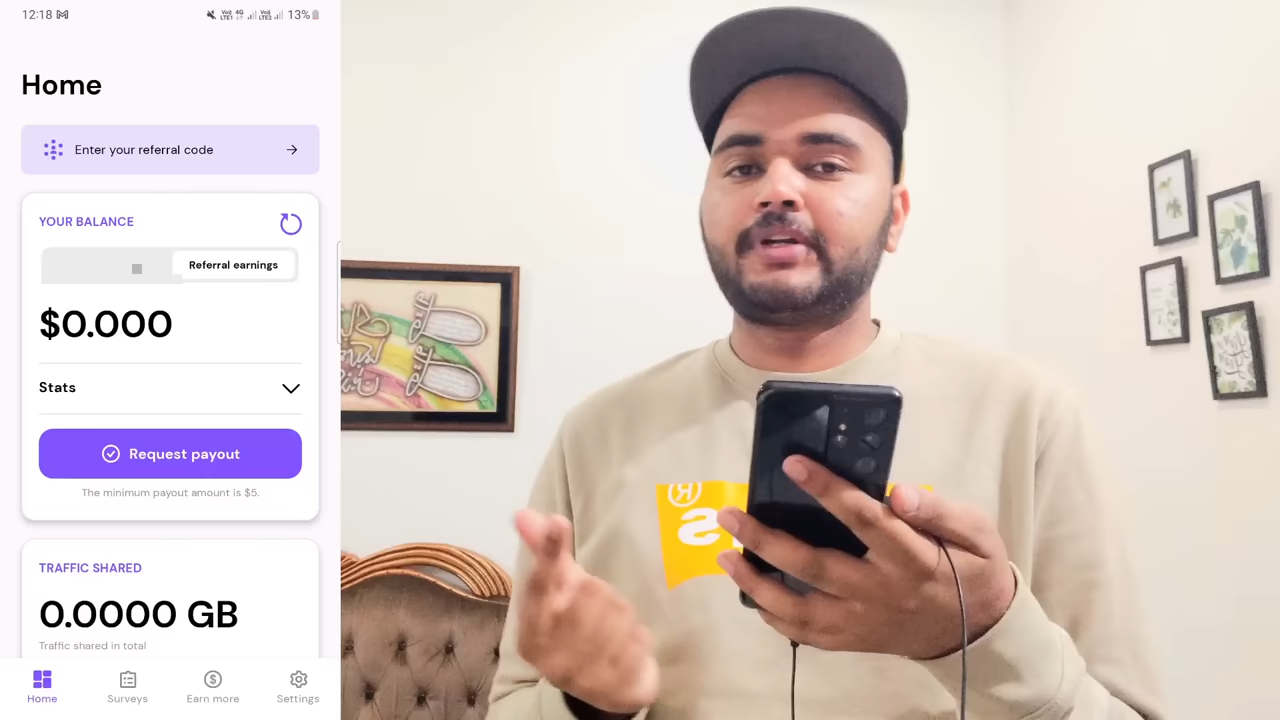 12:18
13%
Home
Enter your referral code
YOUR BALANCE
Referral earnings
$0.000
Stats
Request payout
The minimum payout amount is $5.
TRAFFIC SHARED
0.0000 GB
Traffic shared in total
Home
Surveys
Earn more
Settings